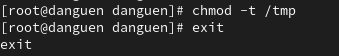 [root@danguen danguen]# chmod -t /tmp
[root@danguen danguen]# exit
exit